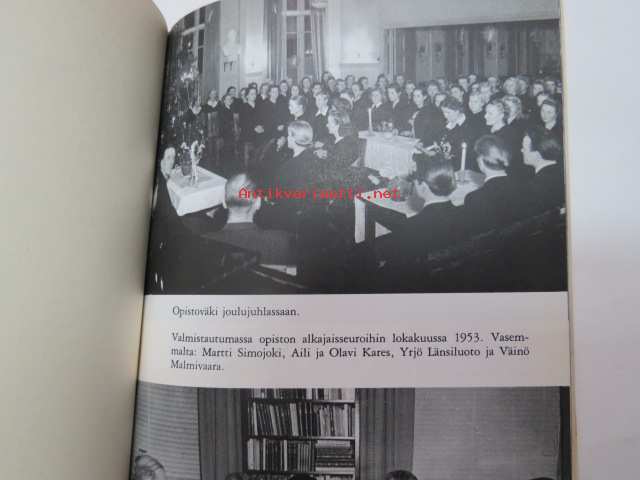 Antikvariaatti.net
Opistoväki joulujuhlassaan.
Valmistautumassa opiston alkajaisseuroihin lokakuussa 1953. Vasem-
malta: Martti Simojoki, Aili ja Olavi Kares, Yrjö Länsiluoto ja Väinö
Malmivaara.